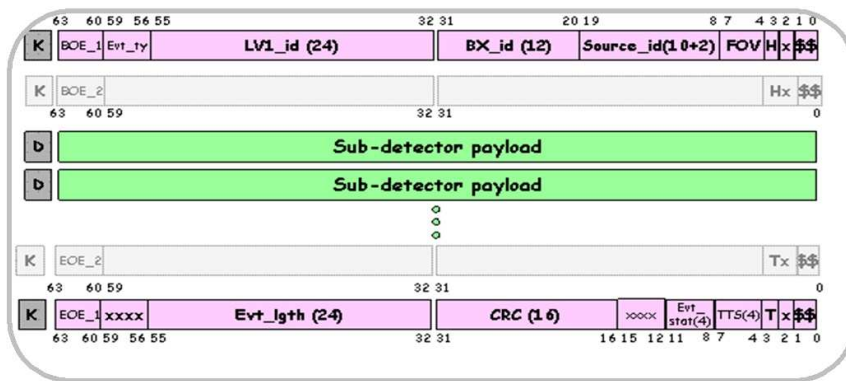 63 60 59 56 55 32 31 20 19 8 7 4 3 2 1 0
K BOE_1 Evt_ty LV1_id (24) BX_id (12) Source_id(10+2) FOV H x $$
K BOE_2 Hx $$
63 60 59 32 31 0
D Sub-detector payload
D Sub-detector payload
K EOE_2 Tx $$
63 60 59 32 31 0
K EOE_1 xxxx Evt_lgth (24) CRC (16) xxxx Evt_stat(4) TTS(4) T x $$
63 60 59 56 55 32 31 16 15 12 11 8 7 4 3 2 1 0